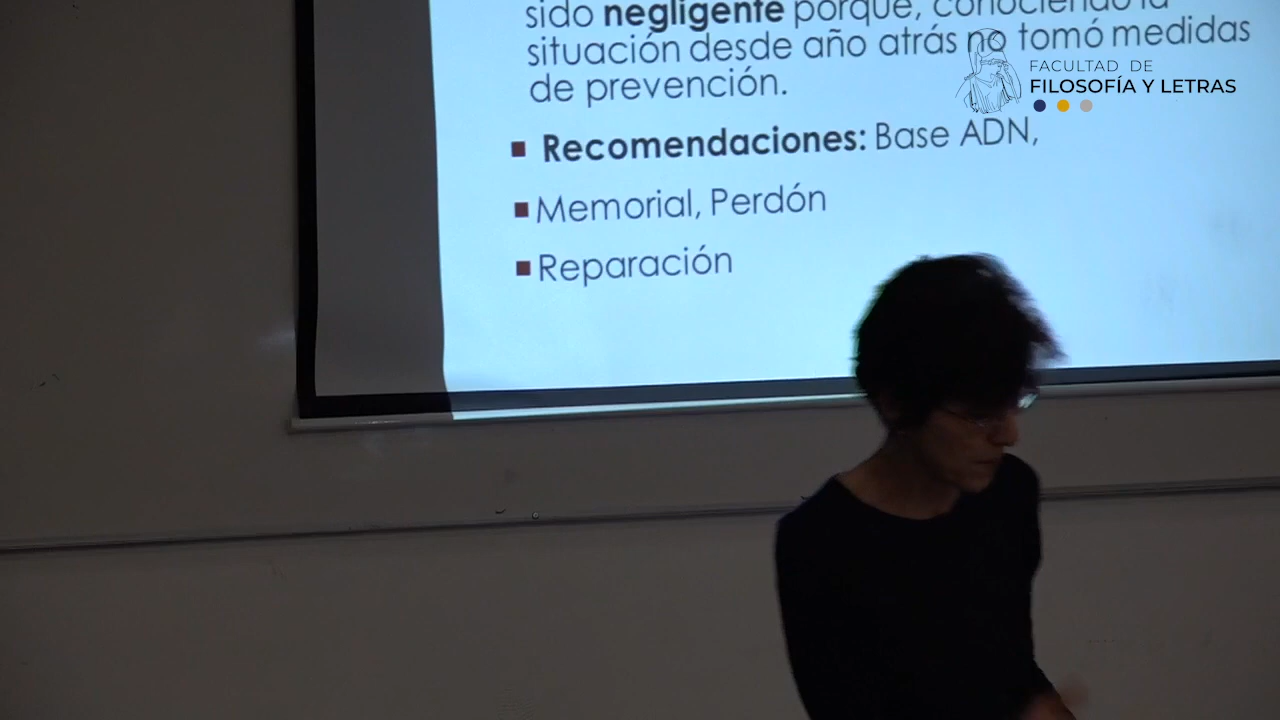 sido negligente porque, conociendo la
situación desde año atrás no tomó medidas
de prevención.
Recomendaciones: Base ADN,
Memorial, Perdón
Reparación
FACULTAD DE
FILOSOFÍA Y LETRAS